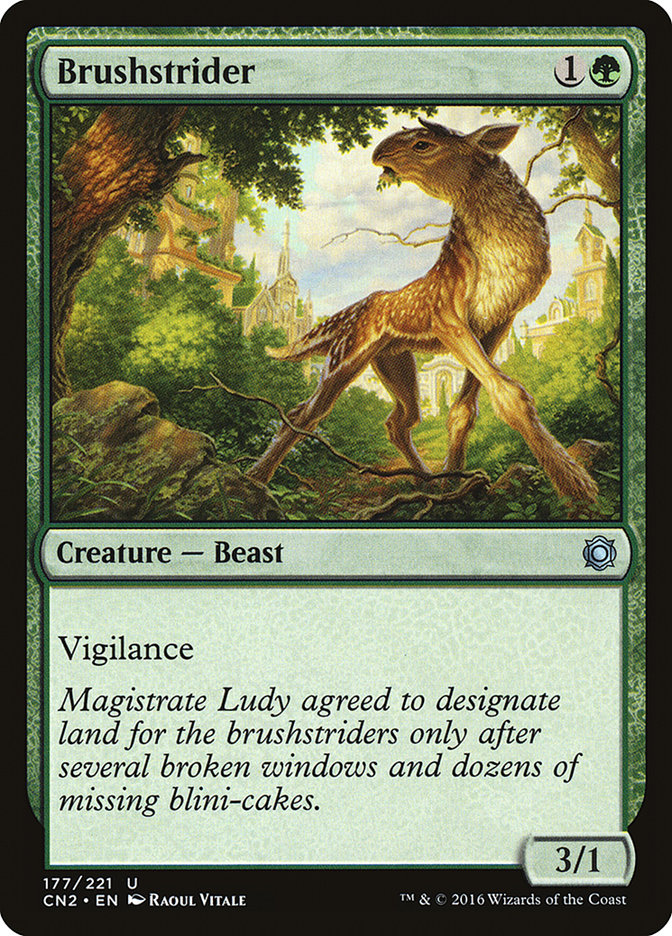 Brushstrider
1
Creature — Beast
Vigilance
Magistrate Ludy agreed to designate
land for the brushstriders only after
several broken windows and dozens of
missing blini-cakes.
3/1
177/221 U
CN2 • EN Raoul Vitale
™ & © 2016 Wizards of the Coast